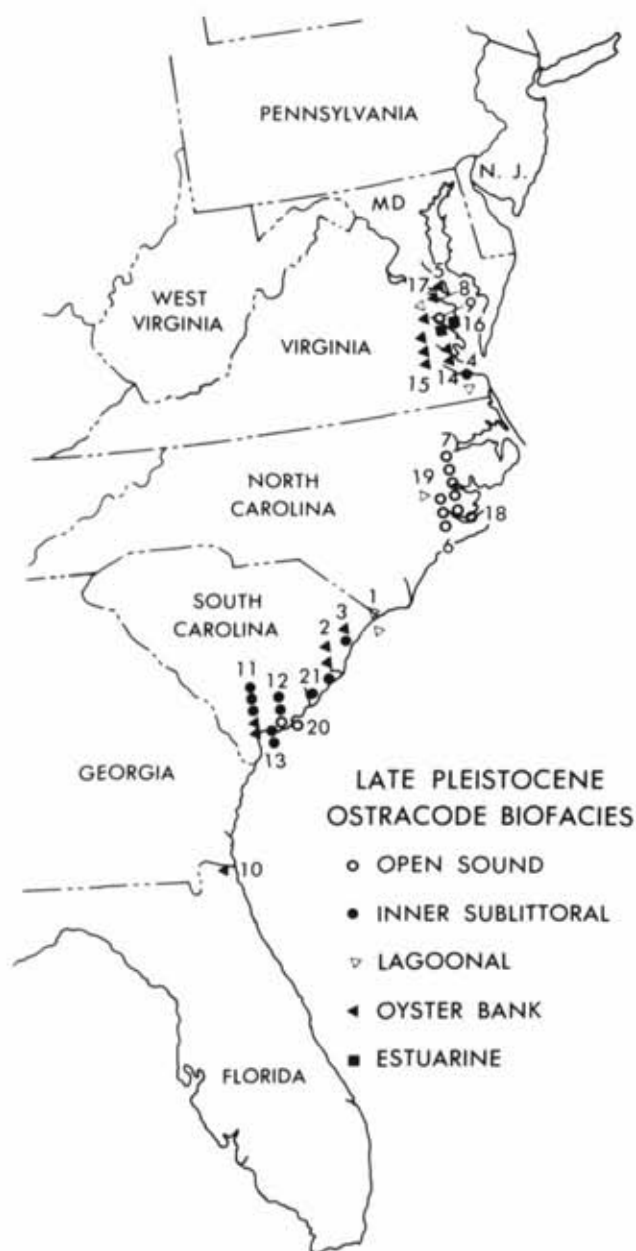 PENNSYLVANIA
N. J.
MD
WEST
VIRGINIA
VIRGINIA
5
17
8
9
16
4
14
15
7
NORTH
CAROLINA
19
18
6
1
SOUTH
CAROLINA
3
2
11
12
21
20
13
GEORGIA
10
LATE PLEISTOCENE
OSTRACODE BIOFACIES
OPEN SOUND
INNER SUBLITTORAL
LAGOONAL
OYSTER BANK
ESTUARINE
FLORIDA